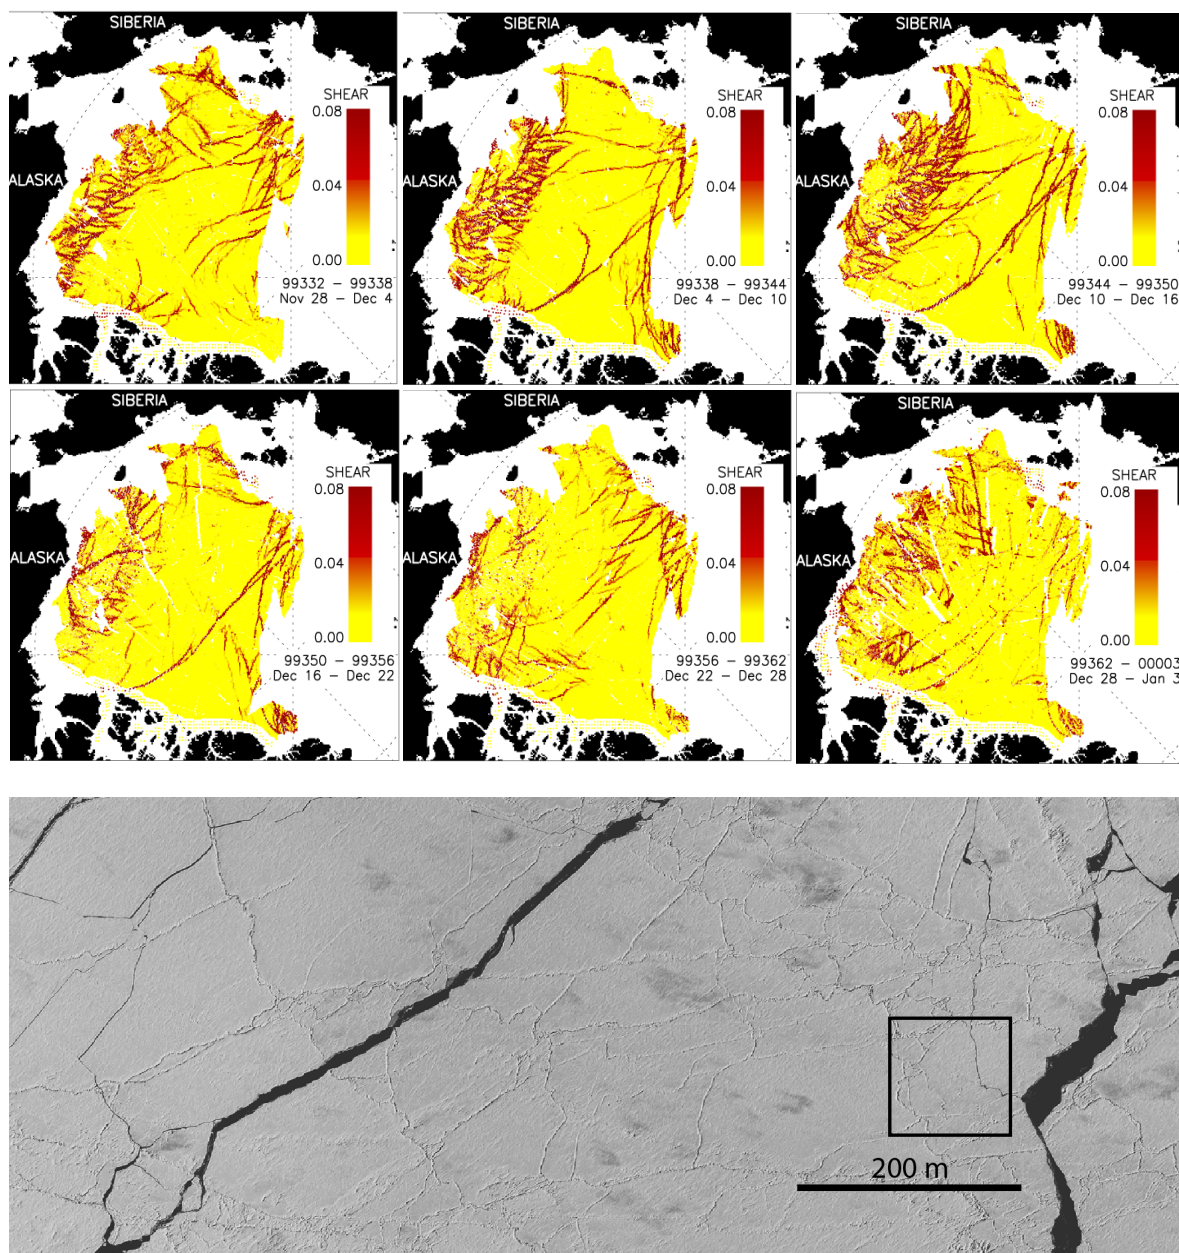 SIBERIA
ALASKA
SHEAR
0.08
0.04
0.00
99332 – 99338
Nov 28 – Dec 4
SIBERIA
ALASKA
SHEAR
0.08
0.04
0.00
99338 – 99344
Dec 4 – Dec 10
SIBERIA
ALASKA
SHEAR
0.08
0.04
0.00
99344 – 99350
Dec 10 – Dec 16
SIBERIA
ALASKA
SHEAR
0.08
0.04
0.00
99350 – 99356
Dec 16 – Dec 22
SIBERIA
ALASKA
SHEAR
0.08
0.04
0.00
99356 – 99362
Dec 22 – Dec 28
SIBERIA
ALASKA
SHEAR
0.08
0.04
0.00
99362 – 00003
Dec 28 – Jan 3
200 m